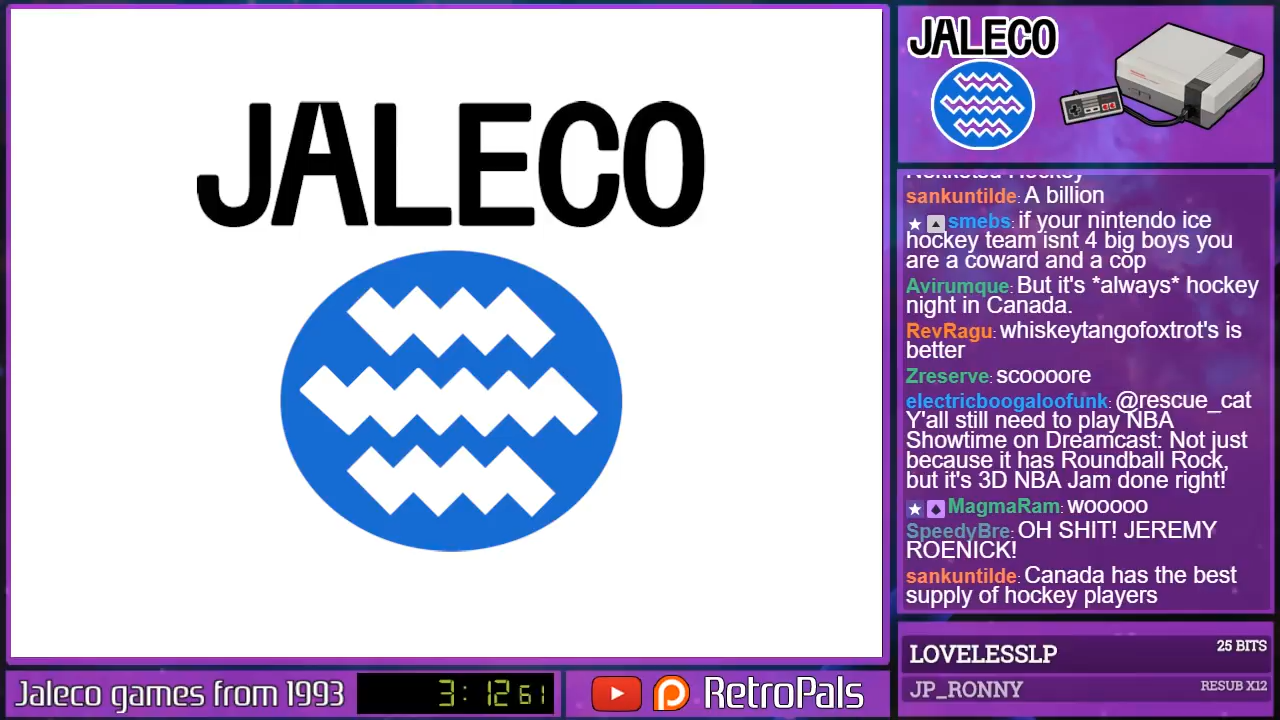 JALECO
JALECO
sankuntilde: A billion
smebs: if your nintendo ice
hockey team isnt 4 big boys you
are a coward and a cop
Avirumque: But it's *always* hockey
night in Canada.
RevRagu: whiskeytangofoxtrot's is
better
Zreserve: scoooore
electricboogaloofunk: @rescue_cat
Y'all still need to play NBA
Showtime on Dreamcast: Not just
because it has Roundball Rock,
but it's 3D NBA Jam done right!
MagmaRam: wooooo
SpeedyBre: OH SHIT! JEREMY
ROENICK!
sankuntilde: Canada has the best
supply of hockey players
LOVELESSLP 25 BITS
JP_RONNY RESUB X12
Jaleco games from 1993 3:12 61 RetroPals